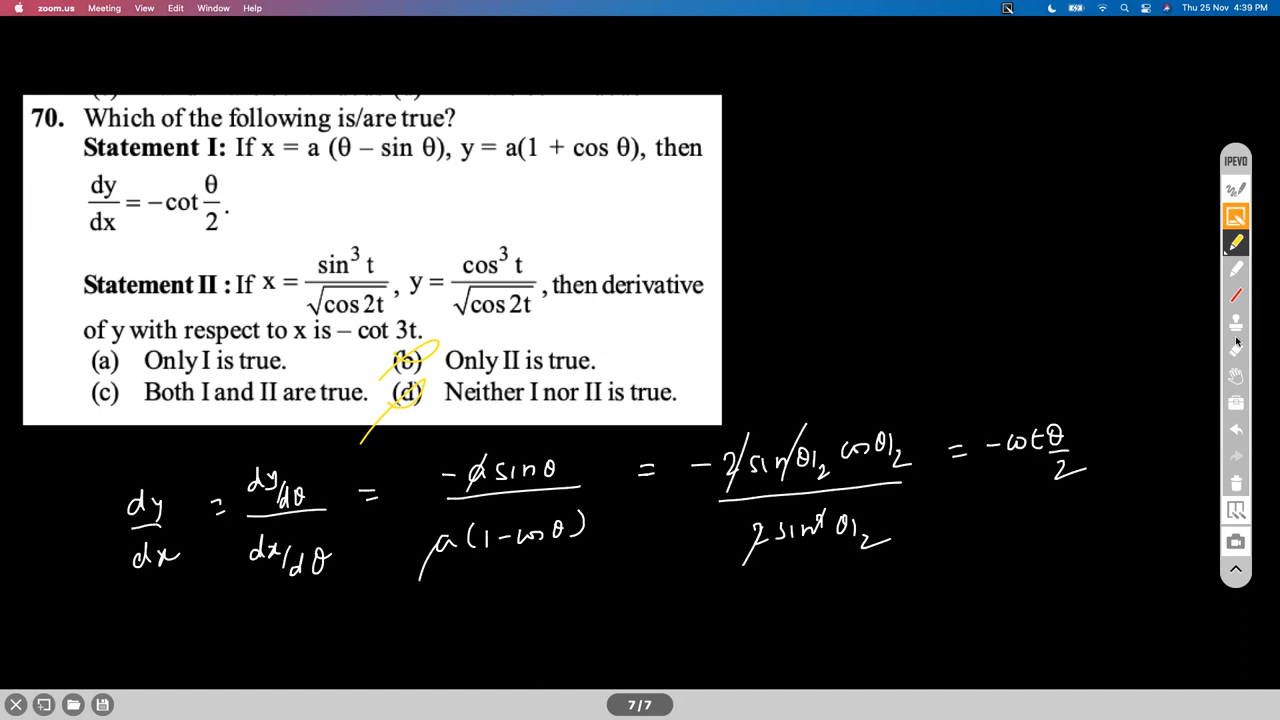 zoom.us Meeting View Edit Window Help Thu 25 Nov 4:39 PM
70. Which of the following is/are true?
Statement I: If x = a (θ – sin θ), y = a(1 + cos θ), then
dy/dx = –cot θ/2.
Statement II : If x = sin³ t/√cos 2t, y = cos³ t/√cos 2t, then derivative
of y with respect to x is – cot 3t.
(a) Only I is true. (b) Only II is true.
(c) Both I and II are true. (d) Neither I nor II is true.
dy/dx = (dy/dθ)/(dx/dθ) = -a sinθ/a(1-cosθ) = -2 sin θ/2 cos θ/2 / 2 sin² θ/2 = -cot θ/2
IPEVO
7/7